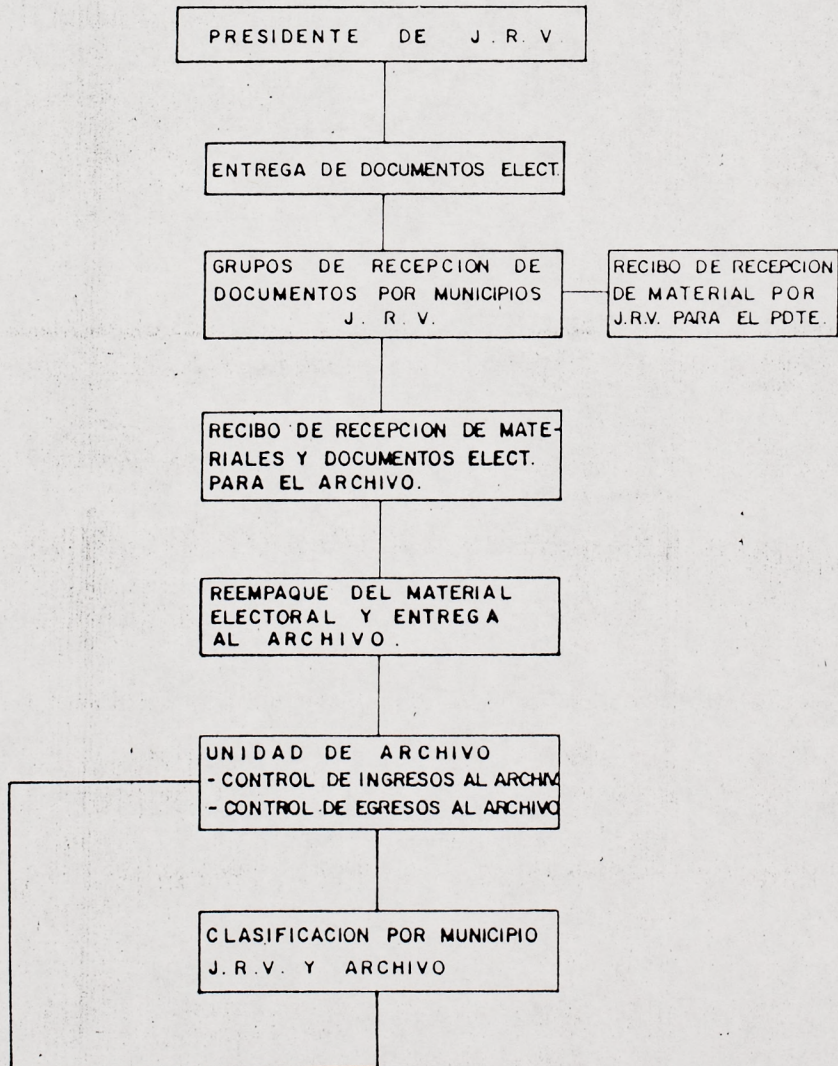 PRESIDENTE DE J.R.V.
ENTREGA DE DOCUMENTOS ELECT.
GRUPOS DE RECEPCION DE
DOCUMENTOS POR MUNICIPIOS
J. R. V.
RECIBO DE RECEPCION
DE MATERIAL POR
J.R.V. PARA EL PDTE.
RECIBO DE RECEPCION DE MATE-
RIALES Y DOCUMENTOS ELECT.
PARA EL ARCHIVO.
REEMPAQUE DEL MATERIAL
ELECTORAL Y ENTREGA
AL ARCHIVO.
UNIDAD DE ARCHIVO
- CONTROL DE INGRESOS AL ARCHIVO
- CONTROL DE EGRESOS AL ARCHIVO
CLASIFICACION POR MUNICIPIO
J.R.V. Y ARCHIVO